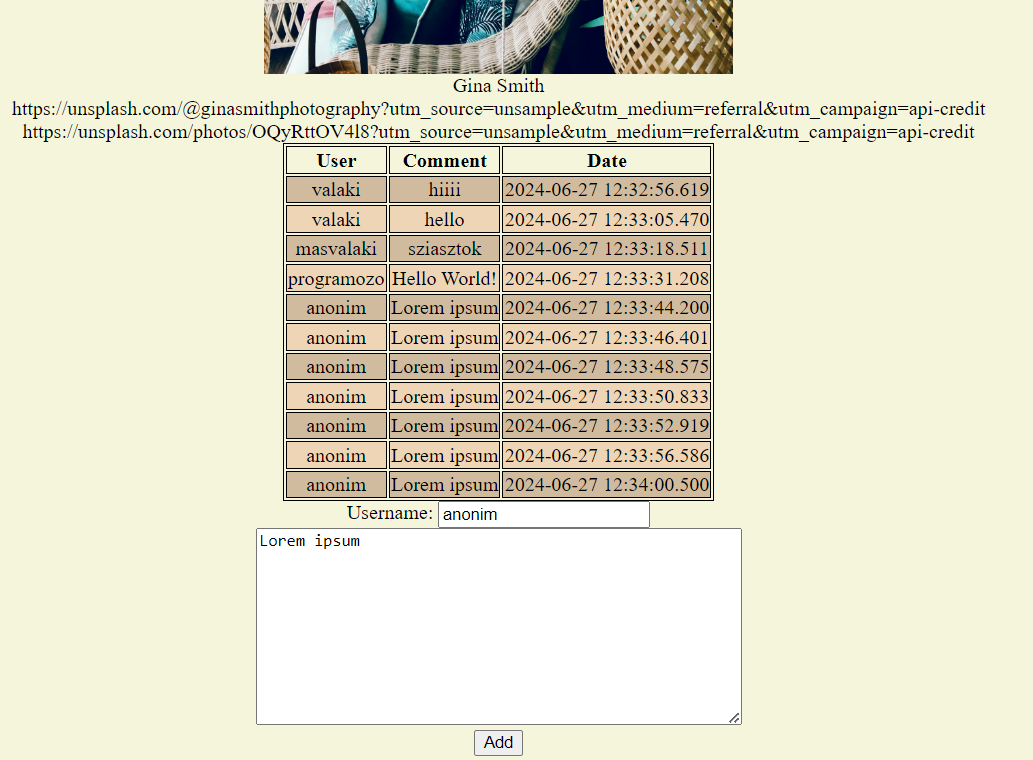 Gina Smith
https://unsplash.com/@ginasmithphotography?utm_source=unsample&utm_medium=referral&utm_campaign=api-credit
https://unsplash.com/photos/OQyRttOV4l8?utm_source=unsample&utm_medium=referral&utm_campaign=api-credit
User Comment Date
valaki hiiii 2024-06-27 12:32:56.619
valaki hello 2024-06-27 12:33:05.470
masvalaki sziasztok 2024-06-27 12:33:18.511
programozo Hello World! 2024-06-27 12:33:31.208
anonim Lorem ipsum 2024-06-27 12:33:44.200
anonim Lorem ipsum 2024-06-27 12:33:46.401
anonim Lorem ipsum 2024-06-27 12:33:48.575
anonim Lorem ipsum 2024-06-27 12:33:50.833
anonim Lorem ipsum 2024-06-27 12:33:52.919
anonim Lorem ipsum 2024-06-27 12:33:56.586
anonim Lorem ipsum 2024-06-27 12:34:00.500
Username: anonim
Lorem ipsum
Add